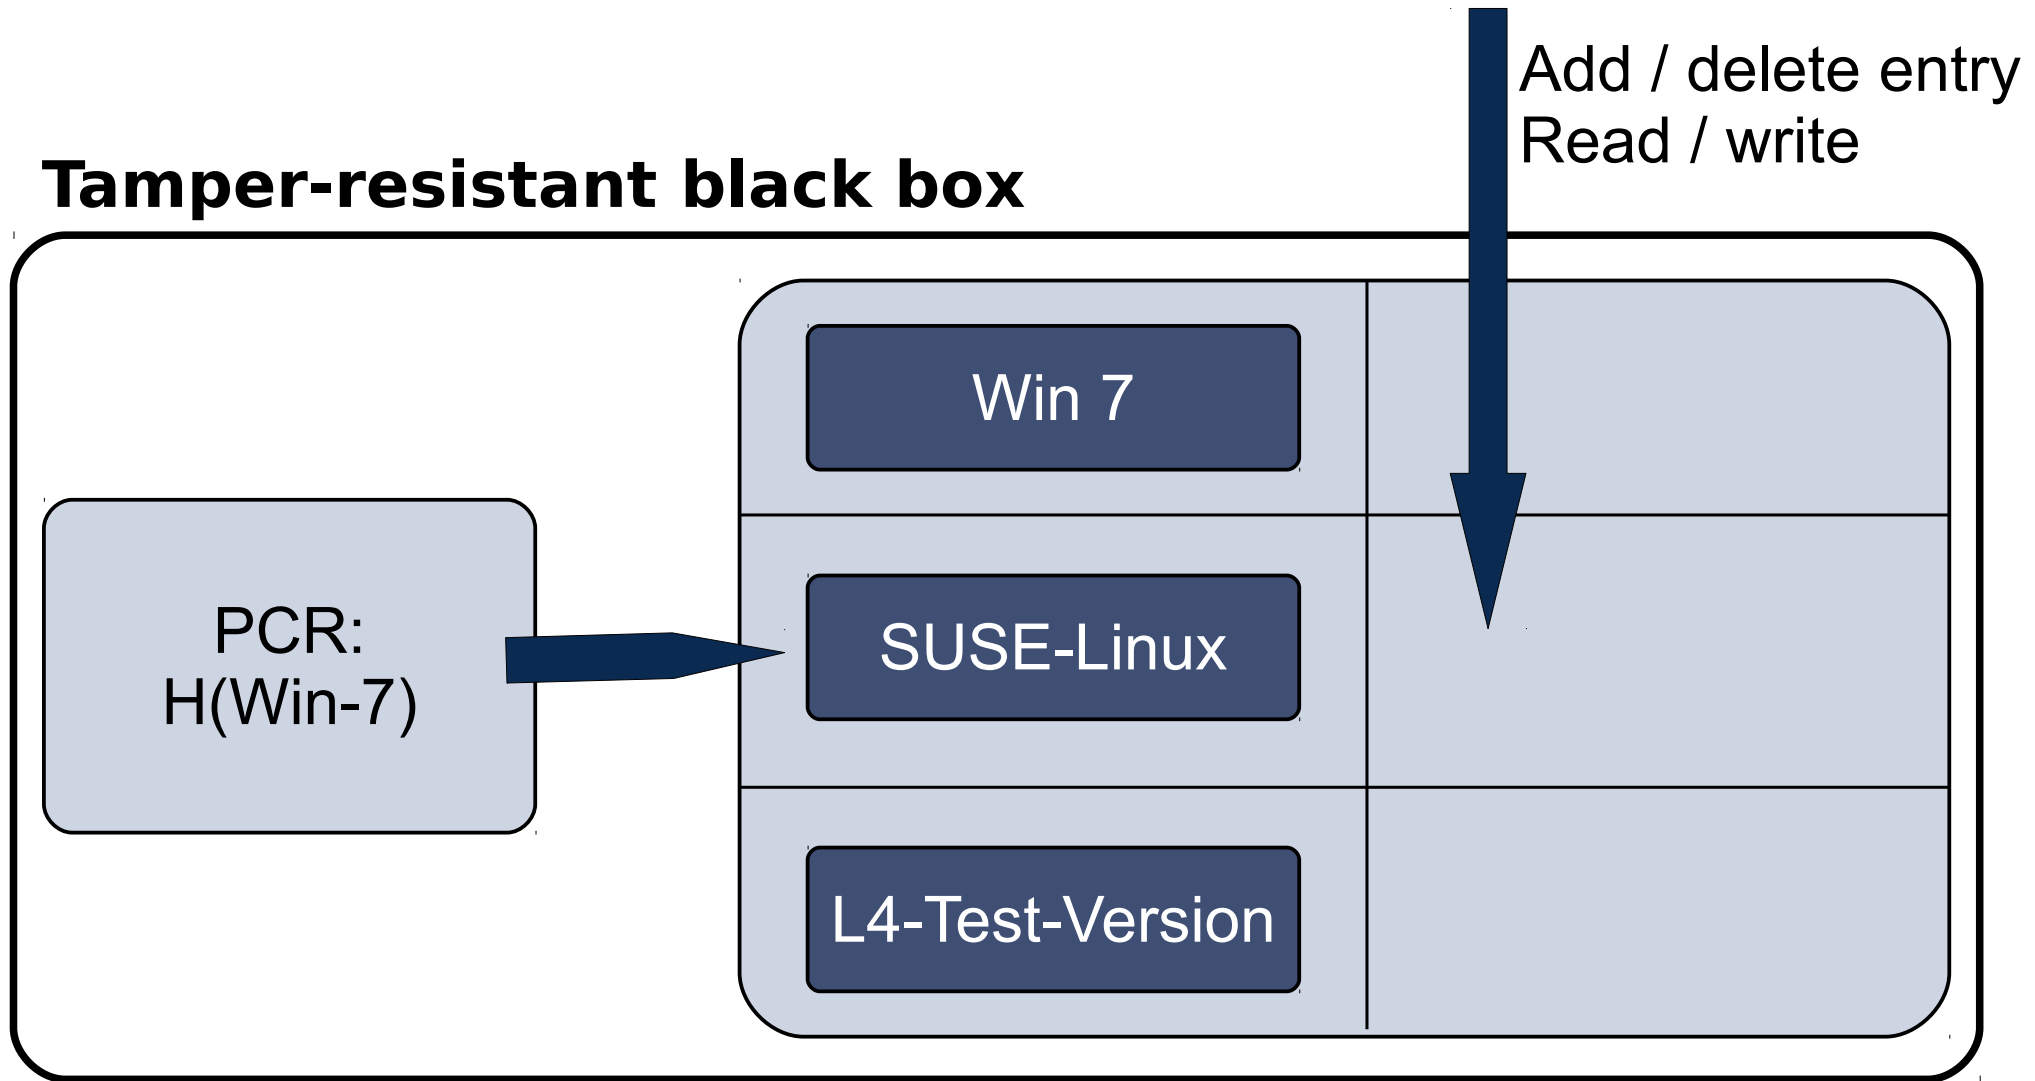 Add / delete entry
Read / write
Tamper-resistant black box
Win 7
PCR:
H(Win-7)
SUSE-Linux
L4-Test-Version